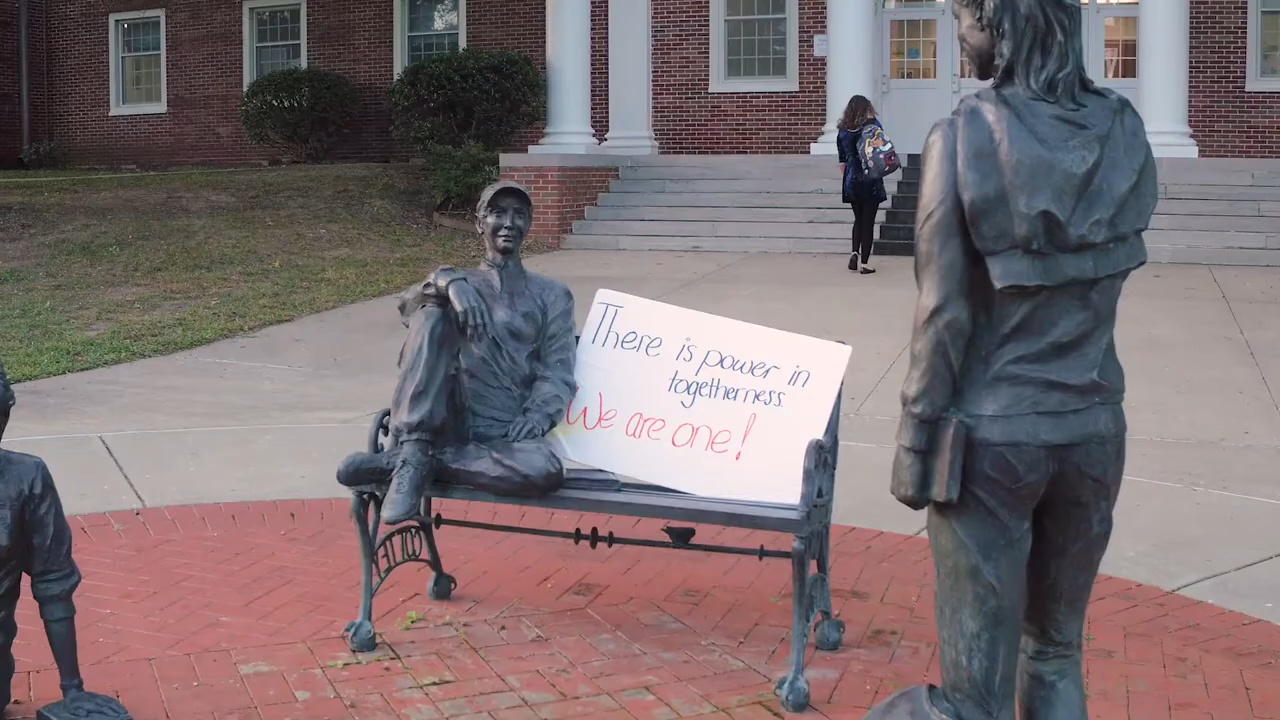 There is power in
togetherness.
We are one!